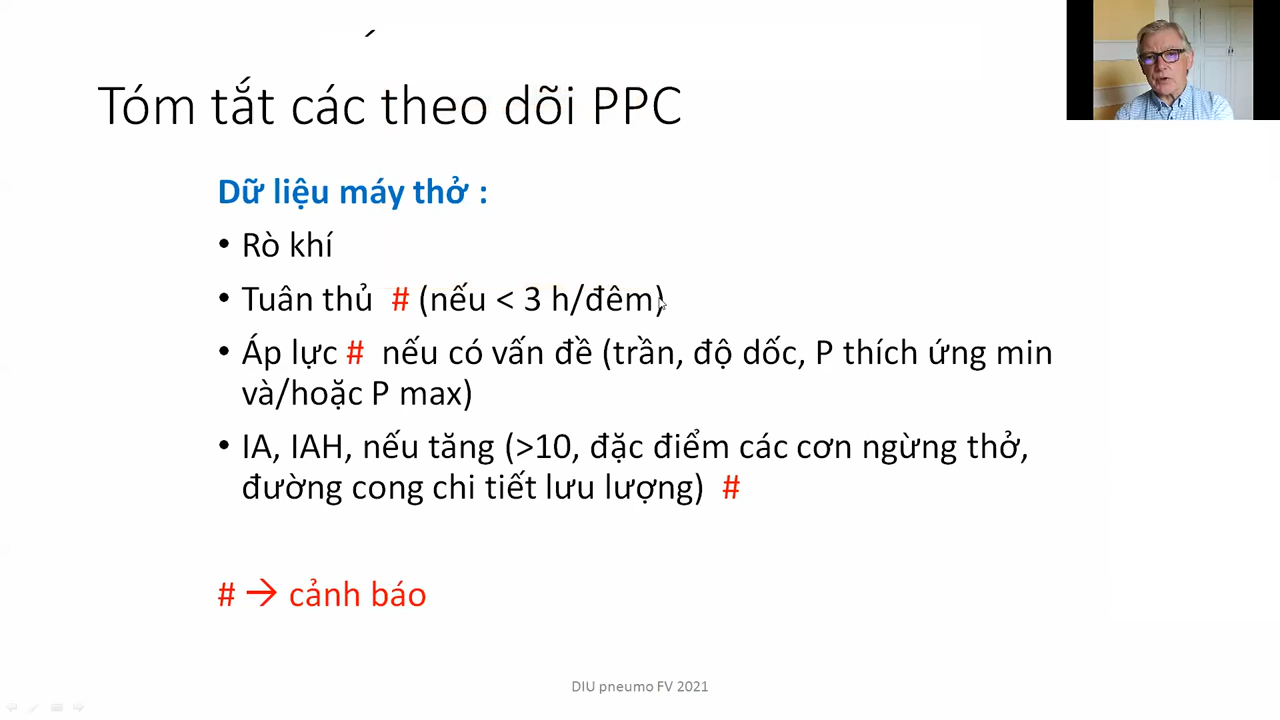 Tóm tắt các theo dõi PPC
Dữ liệu máy thở :
• Rò khí
• Tuân thủ # (nếu < 3 h/đêm)
• Áp lực # nếu có vấn đề (trần, độ dốc, P thích ứng min
và/hoặc P max)
• IA, IAH, nếu tăng (>10, đặc điểm các cơn ngừng thở,
đường cong chi tiết lưu lượng) #
# → cảnh báo
DIU pneumo FV 2021